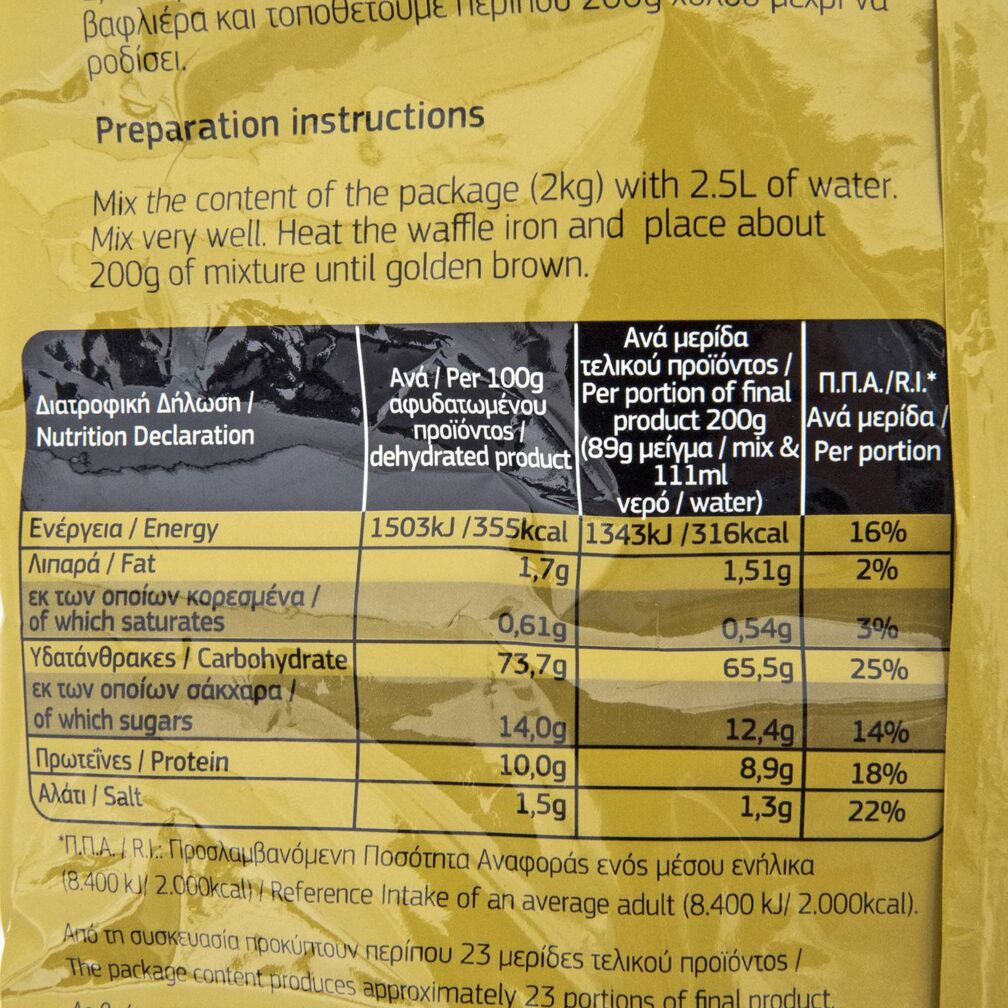 βαφλιέρα και τοποθετούμε περίπου 200g χυλού μέχρι να
ροδίσει.
Preparation instructions
Mix the content of the package (2kg) with 2.5L of water.
Mix very well. Heat the waffle iron and place about
200g of mixture until golden brown.
Διατροφική Δήλωση /
Nutrition Declaration
Ανά / Per 100g
αφυδατωμένου
προϊόντος /
dehydrated product
Ανά μερίδα
τελικού προϊόντος /
Per portion of final
product 200g
(89g μείγμα / mix &
111ml
νερό / water)
Π.Π.Α./R.I.*
Ανά μερίδα /
Per portion
Ενέργεια / Energy 1503kJ /355kcal 1343kJ /316kcal 16%
Λιπαρά / Fat 1,7g 1,51g 2%
εκ των οποίων κορεσμένα /
of which saturates 0,61g 0,54g 3%
Υδατάνθρακες / Carbohydrate 73,7g 65,5g 25%
εκ των οποίων σάκχαρα /
of which sugars 14,0g 12,4g 14%
Πρωτεΐνες / Protein 10,0g 8,9g 18%
Αλάτι / Salt 1,5g 1,3g 22%
*Π.Π.Α. / R.I.: Προσλαμβανόμενη Ποσότητα Αναφοράς ενός μέσου ενήλικα
(8.400 kJ/ 2.000kcal) / Reference Intake of an average adult (8.400 kJ/ 2.000kcal).
Από τη συσκευασία προκύπτουν περίπου 23 μερίδες τελικού προϊόντος /
The package content produces approximately 23 portions of final product.